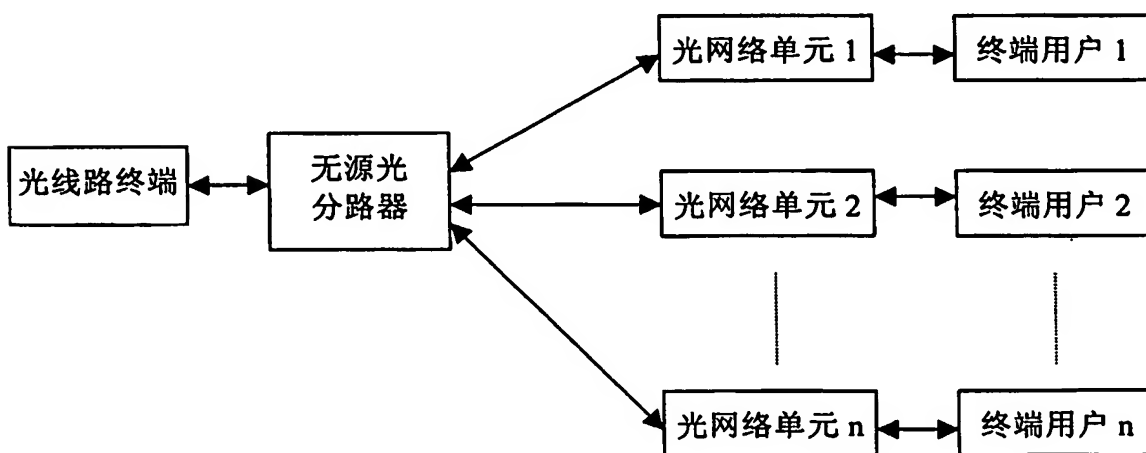 光网络单元 1
终端用户 1
光线路终端
无源光
分路器
光网络单元 2
终端用户 2
光网络单元 n
终端用户 n